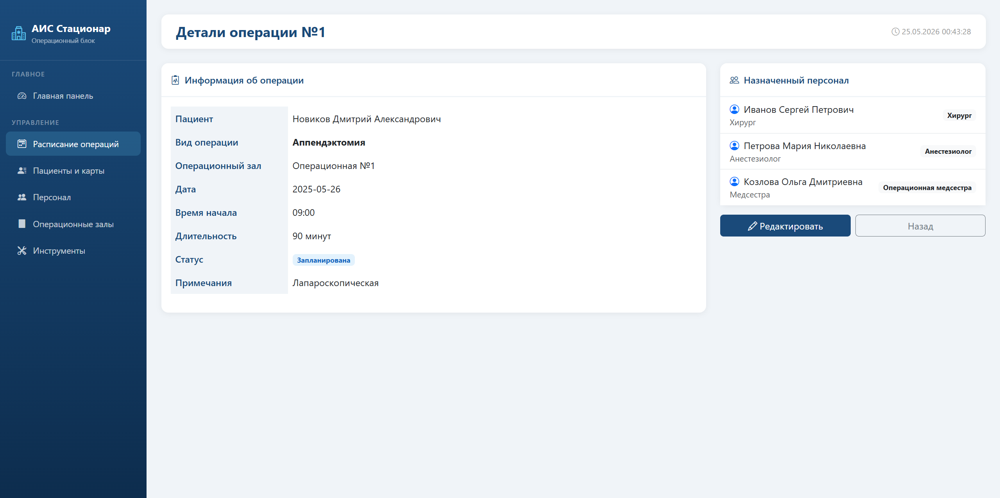 АИС Стационар
Операционный блок
ГЛАВНОЕ
Главная панель
УПРАВЛЕНИЕ
Расписание операций
Пациенты и карты
Персонал
Операционные залы
Инструменты
Детали операции №1
25.05.2026 00:43:28
Информация об операции
Пациент Новиков Дмитрий Александрович
Вид операции Аппендэктомия
Операционный зал Операционная №1
Дата 2025-05-26
Время начала 09:00
Длительность 90 минут
Статус Запланирована
Примечания Лапароскопическая
Назначенный персонал
Иванов Сергей Петрович
Хирург
Хирург
Петрова Мария Николаевна
Анестезиолог
Анестезиолог
Козлова Ольга Дмитриевна
Медсестра
Операционная медсестра
Редактировать
Назад